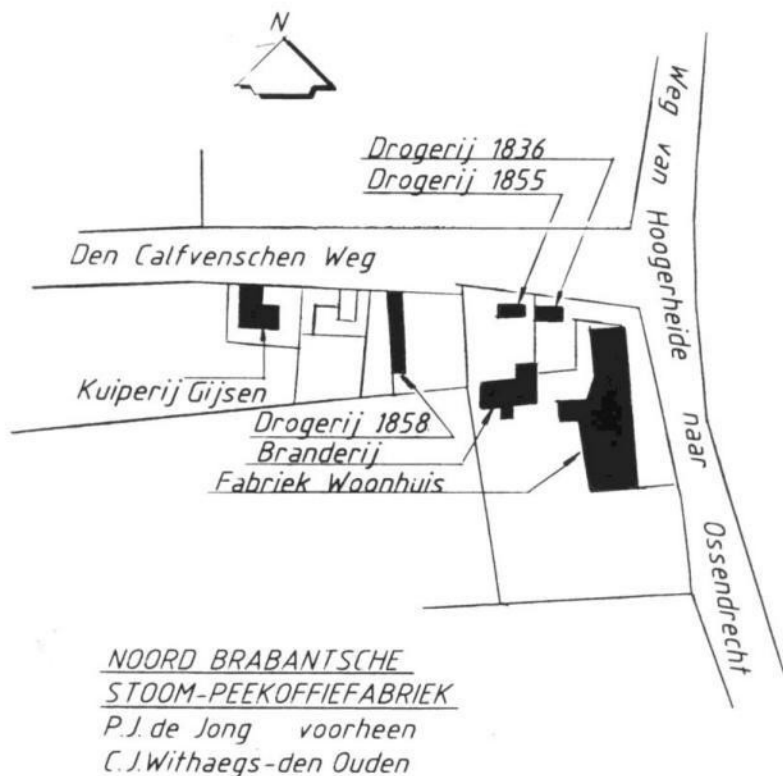 N
Drogerij 1836
Drogerij 1855
Weg van Hoogerheide naar Ossendrecht
Den Calfvenschen Weg
Kuiperij Gijsen
Drogerij 1858
Branderij
Fabriek Woonhuis
NOORD BRABANTSCHE
STOOM-PEEKOFFIEFABRIEK
P.J. de Jong voorheen
C.J.Withaegs-den Ouden